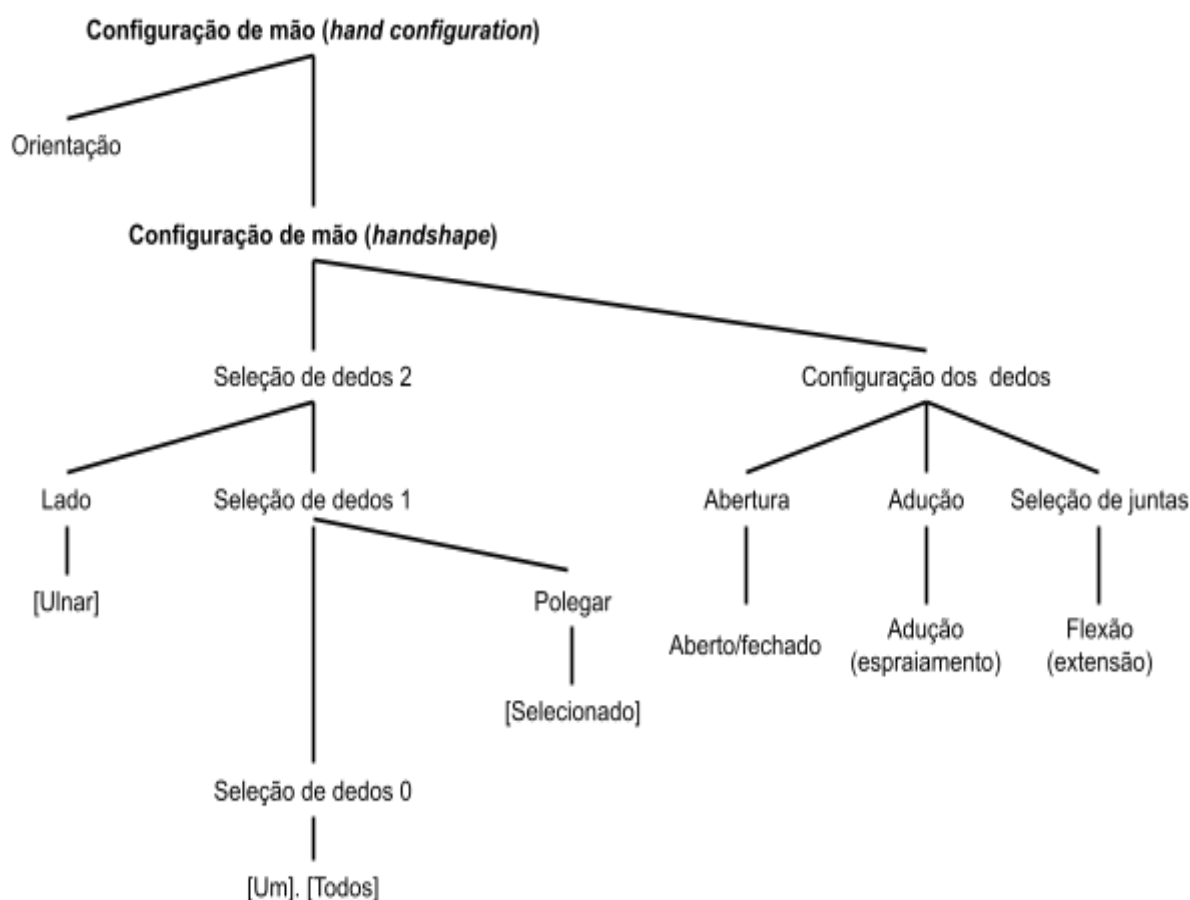 Configuração de mão (hand configuration)
Orientação
Configuração de mão (handshape)
Seleção de dedos 2
Configuração dos dedos
Lado
Seleção de dedos 1
Abertura
Adução
Seleção de juntas
[Ulnar]
Polegar
Aberto/fechado
Adução
(espraiamento)
Flexão
(extensão)
[Selecionado]
Seleção de dedos 0
[Um]. [Todos]